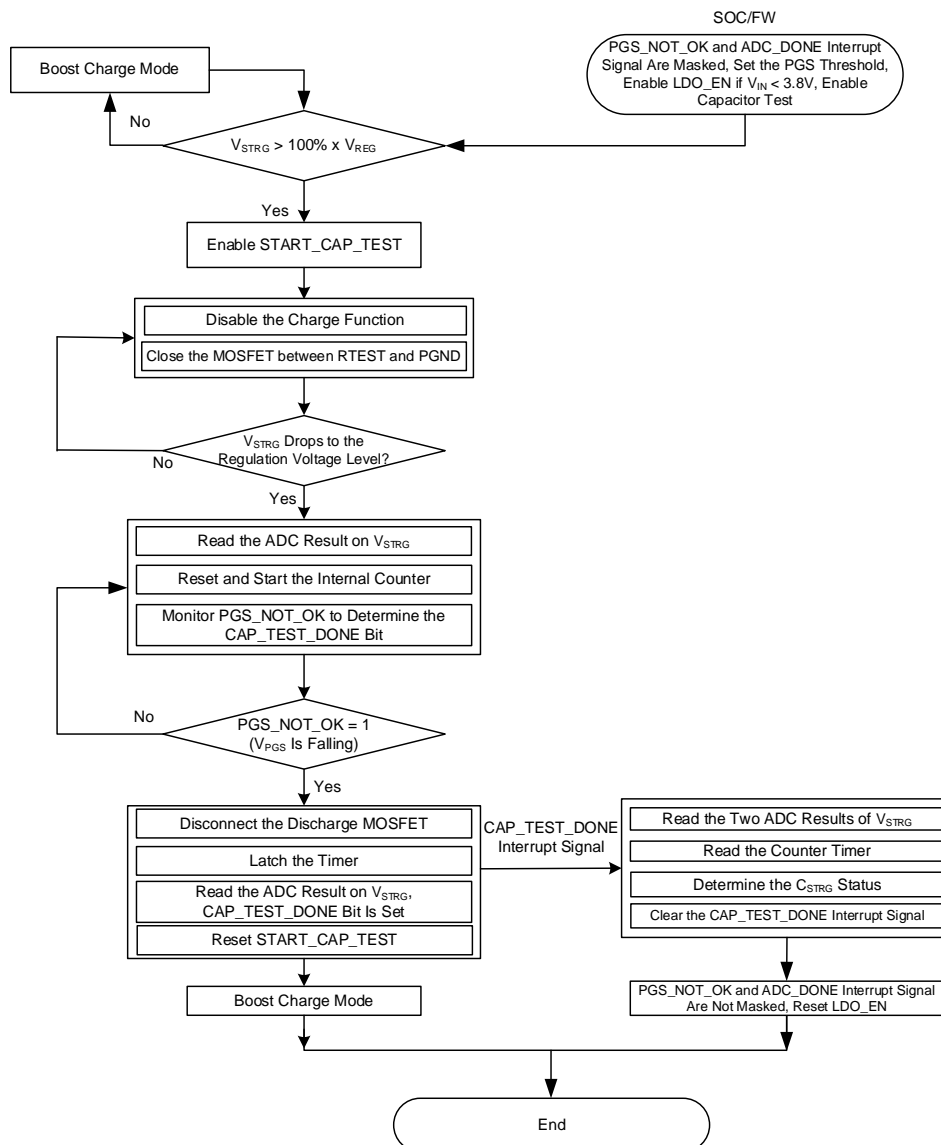 SOC/FW
PGS_NOT_OK and ADC_DONE Interrupt
Signal Are Masked, Set the PGS Threshold,
Enable LDO_EN if VIN < 3.8V, Enable
Capacitor Test
Boost Charge Mode
No
VSTRG > 100% x VREG
Yes
Enable START_CAP_TEST
Disable the Charge Function
Close the MOSFET between RTEST and PGND
VSTRG Drops to the
Regulation Voltage Level?
No
Yes
Read the ADC Result on VSTRG
Reset and Start the Internal Counter
Monitor PGS_NOT_OK to Determine the
CAP_TEST_DONE Bit
No
PGS_NOT_OK = 1
(VPGS Is Falling)
Yes
Disconnect the Discharge MOSFET
Latch the Timer
Read the ADC Result on VSTRG,
CAP_TEST_DONE Bit Is Set
Reset START_CAP_TEST
CAP_TEST_DONE
Interrupt Signal
Read the Two ADC Results of VSTRG
Read the Counter Timer
Determine the CSTRG Status
Clear the CAP_TEST_DONE Interrupt Signal
Boost Charge Mode
PGS_NOT_OK and ADC_DONE Interrupt Signal
Are Not Masked, Reset LDO_EN
End